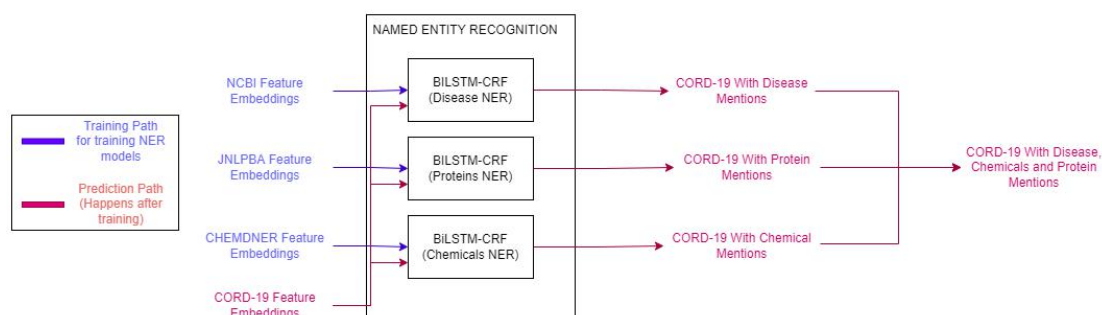 NAMED ENTITY RECOGNITION
NCBI Feature
Embeddings
BILSTM-CRF
(Disease NER)
CORD-19 With Disease
Mentions
Training Path
for training NER
models
Prediction Path
(Happens after
training)
JNLPBA Feature
Embeddings
BILSTM-CRF
(Proteins NER)
CORD-19 With Protein
Mentions
CORD-19 With Disease,
Chemicals and Protein
Mentions
CHEMDNER Feature
Embeddings
BiLSTM-CRF
(Chemicals NER)
CORD-19 With Chemical
Mentions
CORD-19 Feature
Embeddings